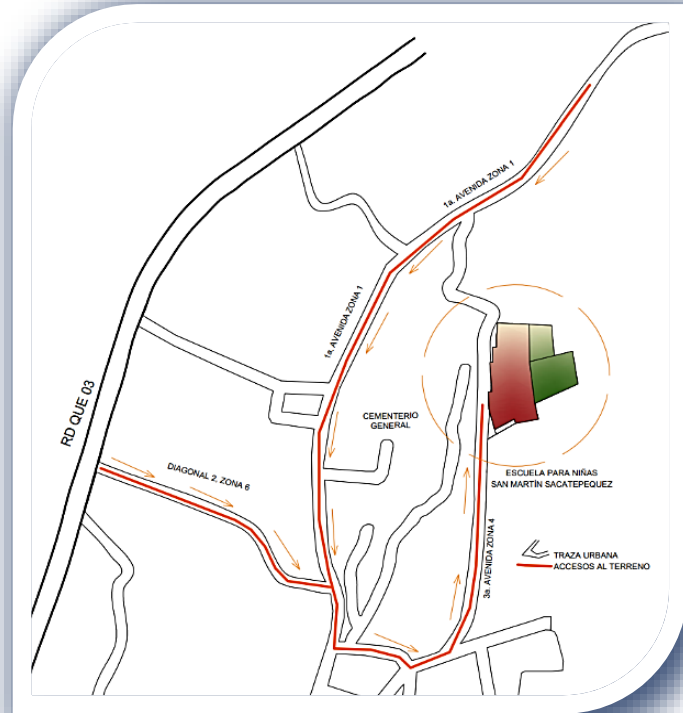 1a. AVENIDA ZONA 1
1a. AVENIDA ZONA 1
RD QUE 03
CEMENTERIO
GENERAL
DIAGONAL 2, ZONA 6
ESCUELA PARA NIÑAS
SAN MARTÍN SACATEPEQUEZ
3a. AVENIDA ZONA 4
TRAZA URBANA
ACCESOS AL TERRENO